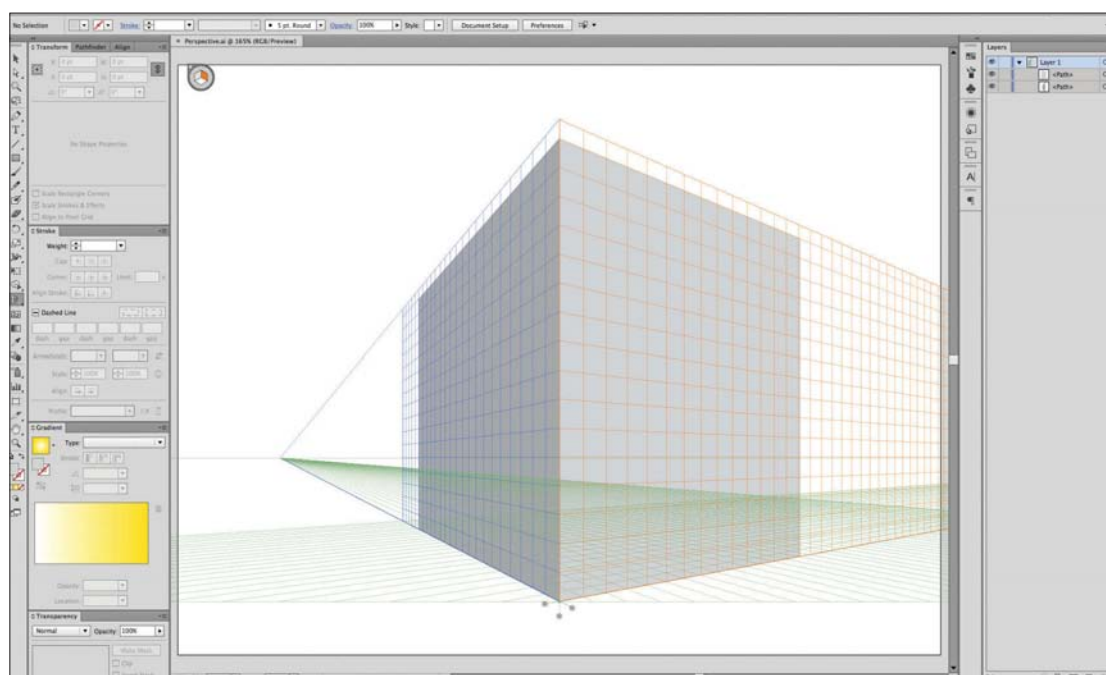 No Selection Stroke: 5 pt. Round Opacity: 100% Style: Document Setup Preferences
Transform Pathfinder Align
Perspective.ai @ 165% (RGB/Preview)
No Shape Properties
Scale Rectangle Corners
Scale Strokes & Effects
Align to Pixel Grid
Stroke
Weight:
Cap:
Corner: Limit:
Align Stroke:
Dashed Line
dash gap dash gap dash gap
Arrowheads:
Scale: 100% 100%
Align:
Profile:
Gradient
Type:
Stroke:
Opacity:
Location:
Transparency
Normal Opacity: 100%
Make Mask
Clip
Layers
Layer 1
<Path>
<Path>